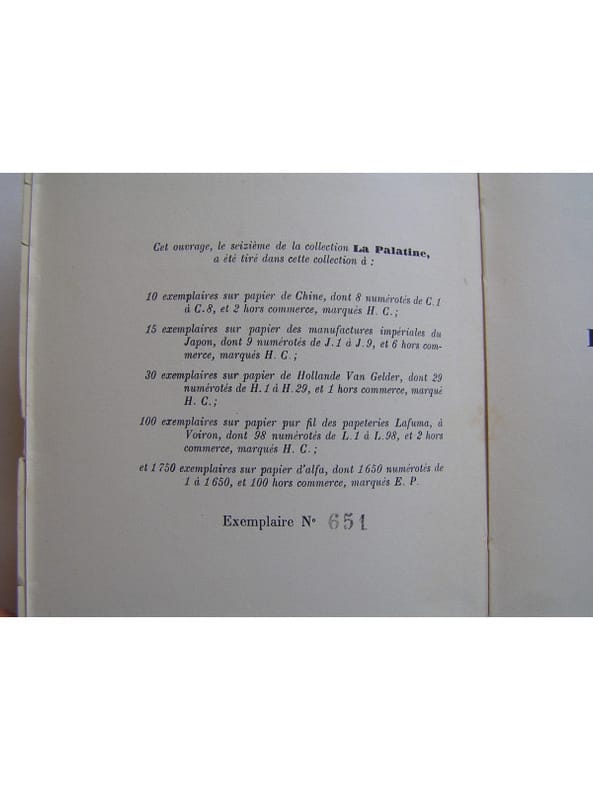 Cet ouvrage, le seizième de la collection La Palatine,
a été tiré dans cette collection à :
10 exemplaires sur papier de Chine, dont 8 numérotés de C.1
à C.8, et 2 hors commerce, marqués H. C. ;
15 exemplaires sur papier des manufactures impériales du
Japon, dont 9 numérotés de J.1 à J.9, et 6 hors com-
merce, marqués H. C. ;
30 exemplaires sur papier de Hollande Van Gelder, dont 29
numérotés de H.1 à H.29, et 1 hors commerce, marqué
H. C. ;
100 exemplaires sur papier pur fil des papeteries Lafuma, à
Voiron, dont 98 numérotés de L.1 à L.98, et 2 hors
commerce, marqués H. C. ;
et 1750 exemplaires sur papier d'alfa, dont 1650 numérotés de
1 à 1650, et 100 hors commerce, marqués E. P.
Exemplaire N° 651